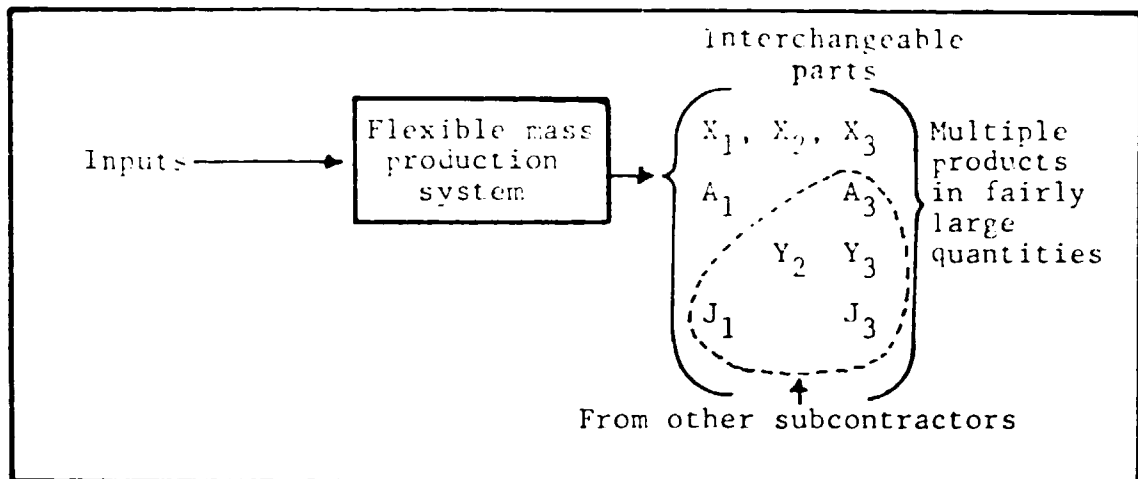 Interchangeable
parts
Inputs
Flexible mass
production
system
X1, X2, X3
A1 A3
Y2 Y3
J1 J3
Multiple
products
in fairly
large
quantities
From other subcontractors